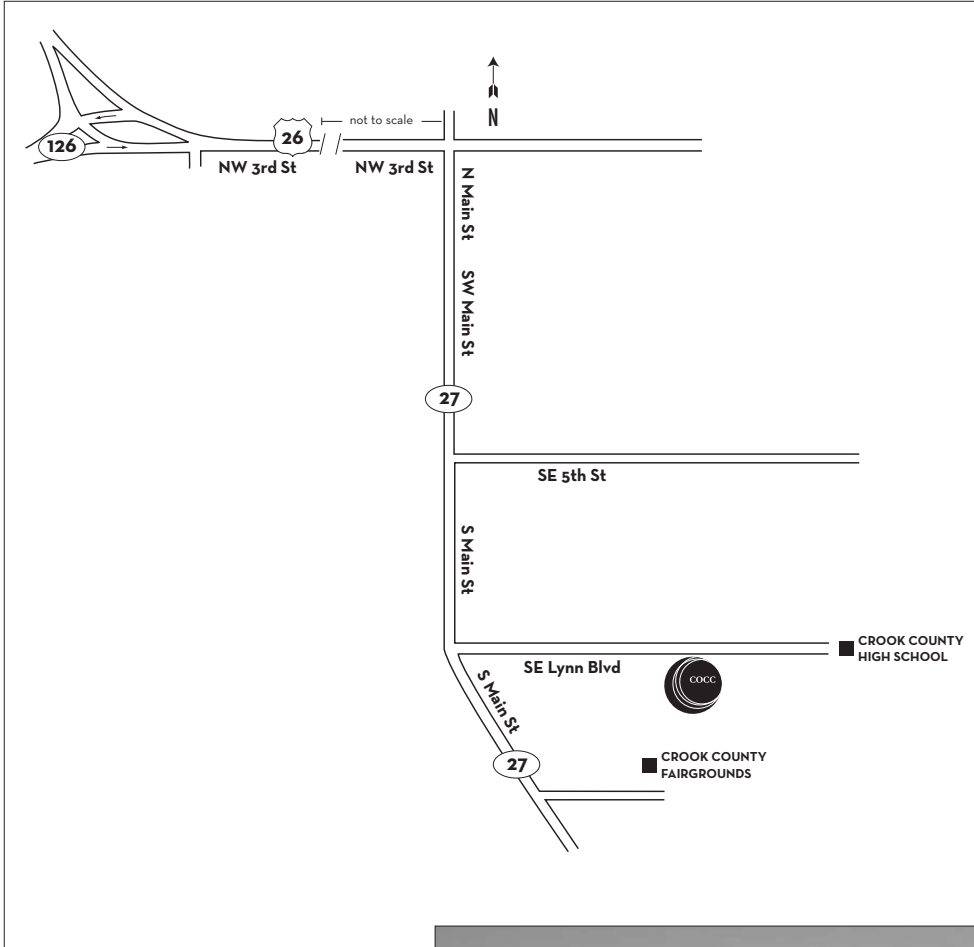 not to scale
N
26
126
NW 3rd St
NW 3rd St
N Main St
SW Main St
27
SE 5th St
S Main St
CROOK COUNTY
HIGH SCHOOL
SE Lynn Blvd
COCC
S Main St
27
CROOK COUNTY
FAIRGROUNDS